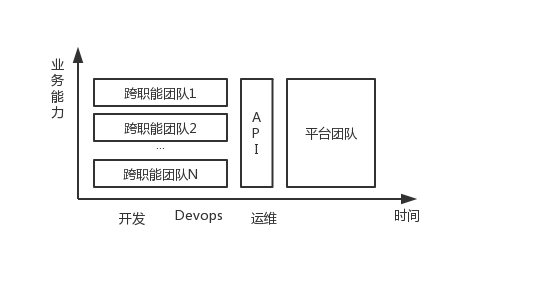 业务能力
跨职能团队1
跨职能团队2
...
跨职能团队N
API
平台团队
开发
Devops
运维
时间